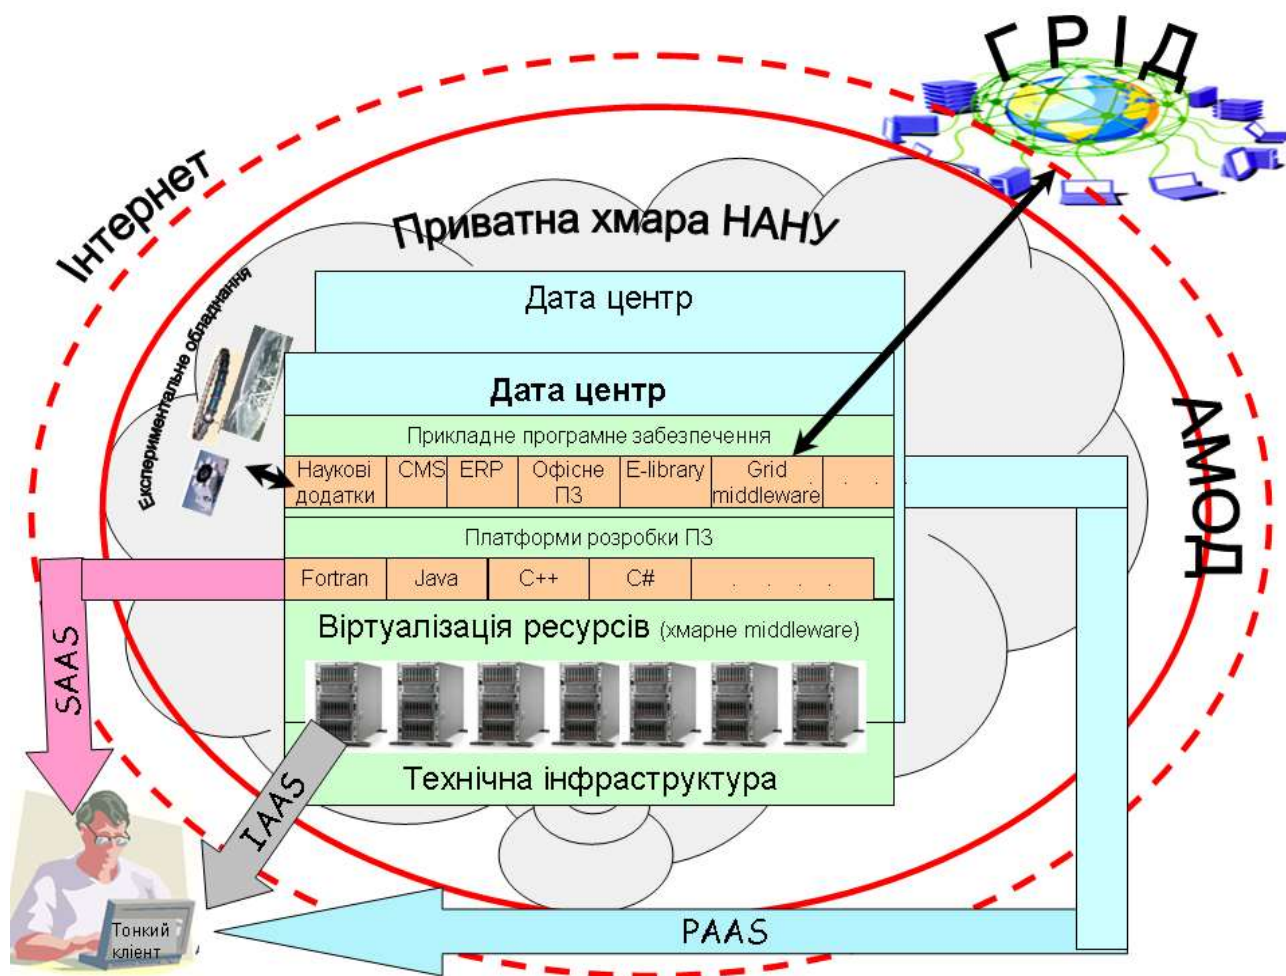 ГРІД
Інтернет
Приватна хмара НАНУ
Експериментальне обладнання
Дата центр
Дата центр
АМОД
Прикладне програмне забезпечення
Наукові додатки
CMS
ERP
Офісне ПЗ
E-library
Grid middleware
. . . .
Платформи розробки ПЗ
Fortran
Java
C++
C#
. . . .
Віртуалізація ресурсів (хмарне middleware)
SAAS
Технічна інфраструктура
IAAS
PAAS
Тонкий
кліент